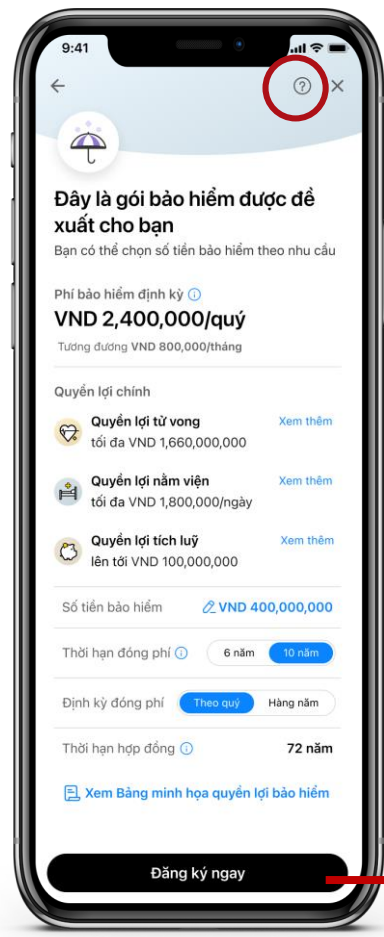 9:41
Đây là gói bảo hiểm được đề
xuất cho bạn
Bạn có thể chọn số tiền bảo hiểm theo nhu cầu
Phí bảo hiểm định kỳ
VND 2,400,000/quý
Tương đương VND 800,000/tháng
Quyền lợi chính
Quyền lợi tử vong Xem thêm
tối đa VND 1,660,000,000
Quyền lợi nằm viện Xem thêm
tối đa VND 1,800,000/ngày
Quyền lợi tích luỹ Xem thêm
lên tới VND 100,000,000
Số tiền bảo hiểm VND 400,000,000
Thời hạn đóng phí 6 năm 10 năm
Định kỳ đóng phí Theo quý Hàng năm
Thời hạn hợp đồng 72 năm
Xem Bảng minh họa quyền lợi bảo hiểm
Đăng ký ngay